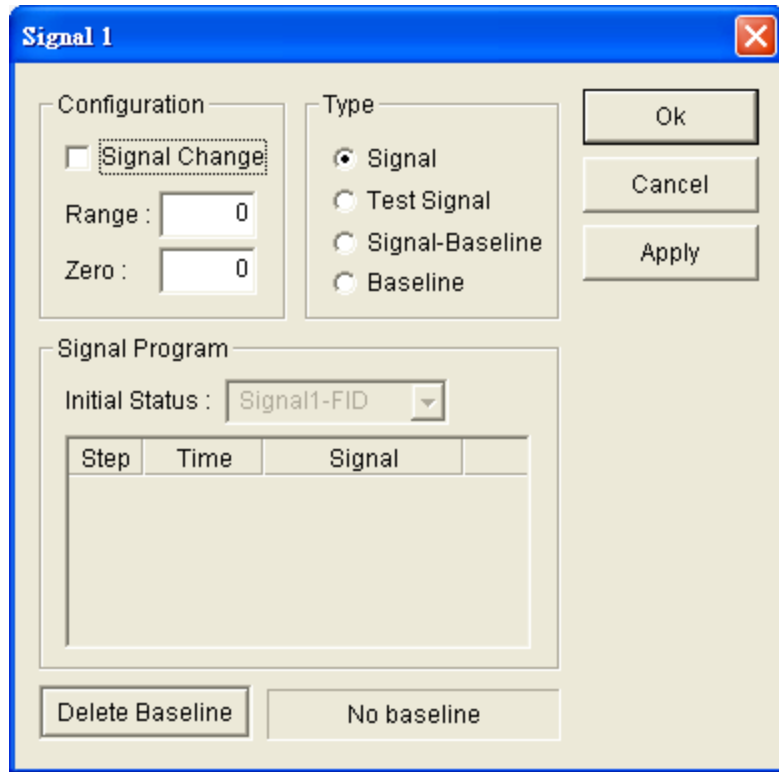 Signal 1
Configuration
Signal Change
Range : 0
Zero : 0
Type
Signal
Test Signal
Signal-Baseline
Baseline
Ok
Cancel
Apply
Signal Program
Initial Status : Signal1-FID
Step Time Signal
Delete Baseline
No baseline